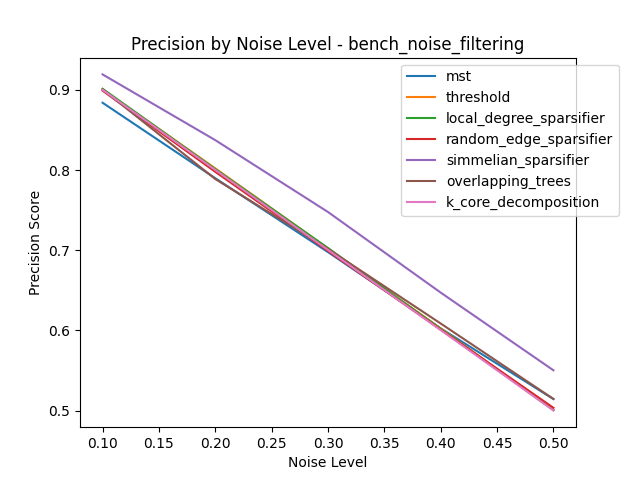 Precision by Noise Level - bench_noise_filtering
mst
threshold
local_degree_sparsifier
random_edge_sparsifier
simmelian_sparsifier
overlapping_trees
k_core_decomposition
Precision Score
0.9
0.8
0.7
0.6
0.5
0.10 0.15 0.20 0.25 0.30 0.35 0.40 0.45 0.50
Noise Level